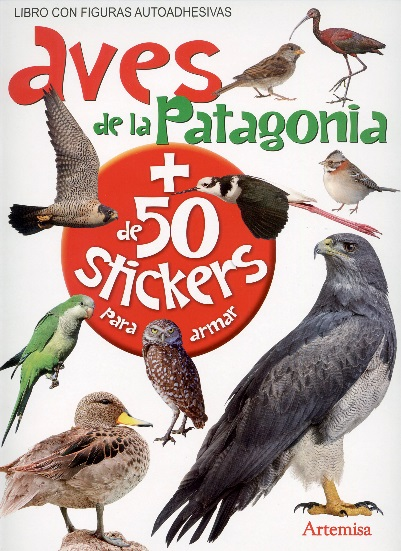 LIBRO CON FIGURAS AUTOADHESIVAS
aves
de la Patagonia
+
de 50
stickers
para armar
Artemisa